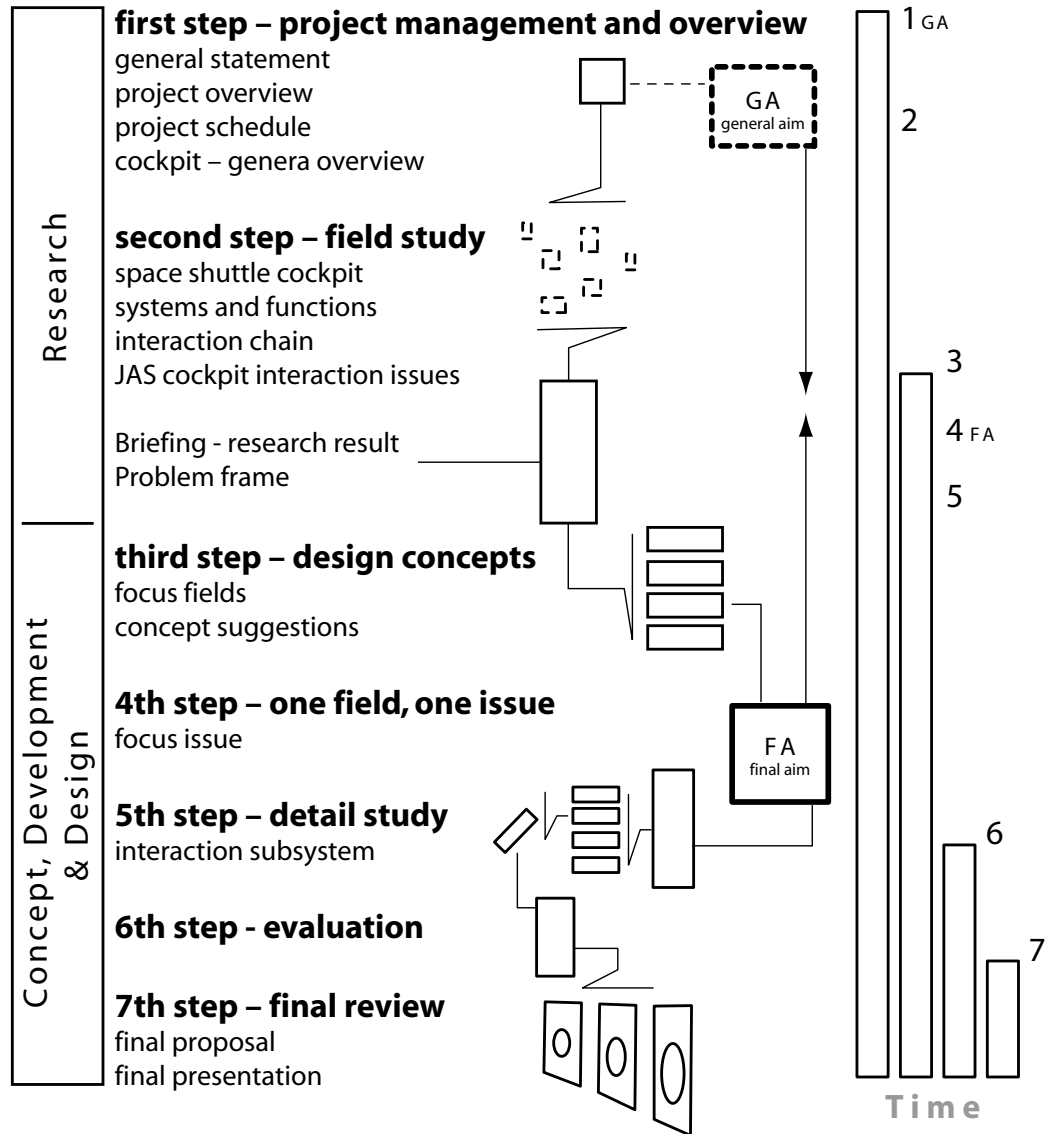 first step – project management and overview
general statement
project overview
project schedule
cockpit – genera overview
second step – field study
space shuttle cockpit
systems and functions
interaction chain
JAS cockpit interaction issues
Briefing - research result
Problem frame
third step – design concepts
focus fields
concept suggestions
4th step – one field, one issue
focus issue
5th step – detail study
interaction subsystem
6th step - evaluation
7th step – final review
final proposal
final presentation
Research
Concept, Development
& Design
GA
general aim
FA
final aim
1 GA
2
3
4 FA
5
6
7
Time